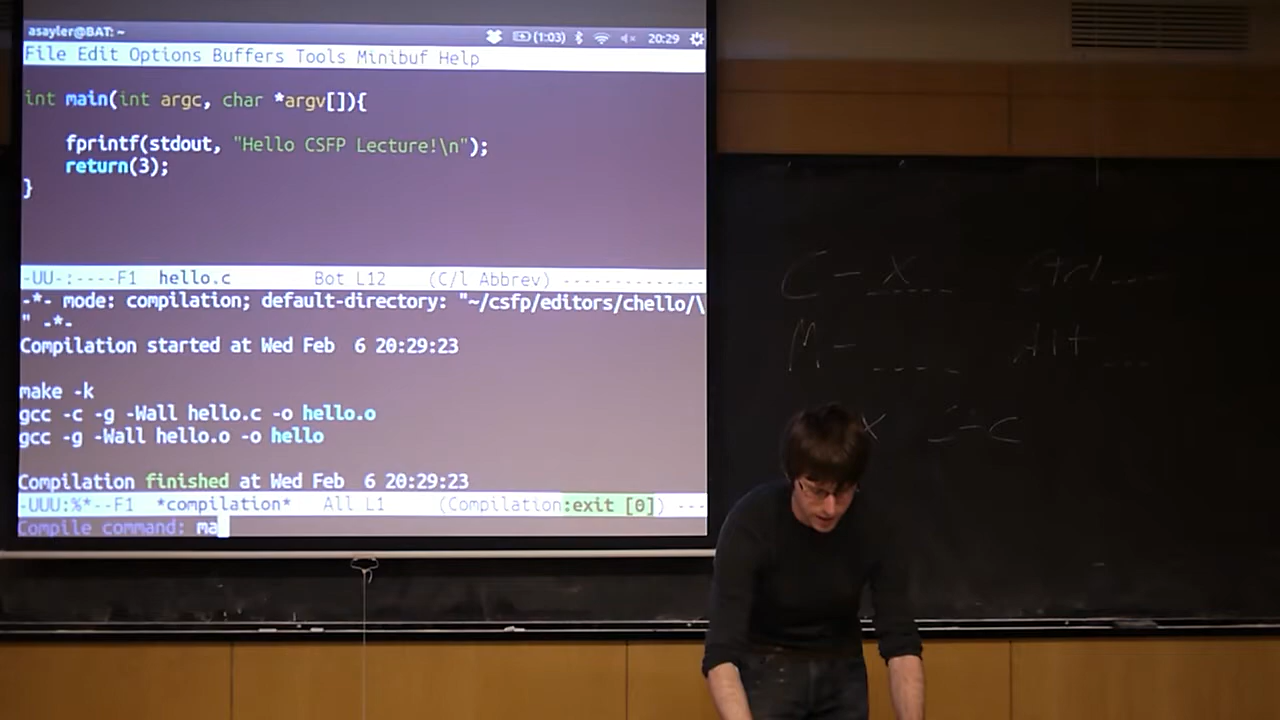 asayler@BAT: ~ (1:03) 20:29
File Edit Options Buffers Tools Minibuf Help
int main(int argc, char *argv[]){
fprintf(stdout, "Hello CSFP Lecture!\n");
return(3);
}
-UU-:----F1 hello.c Bot L12 (C/l Abbrev) --------------
-*- mode: compilation; default-directory: "~/csfp/editors/chello/\
" -*-
Compilation started at Wed Feb 6 20:29:23
make -k
gcc -c -g -Wall hello.c -o hello.o
gcc -g -Wall hello.o -o hello
Compilation finished at Wed Feb 6 20:29:23
-UUU:%*--F1 *compilation* All L1 (Compilation:exit [0]) ---
Compile command: ma
C - X Ctrl
M - Alt
X C-C